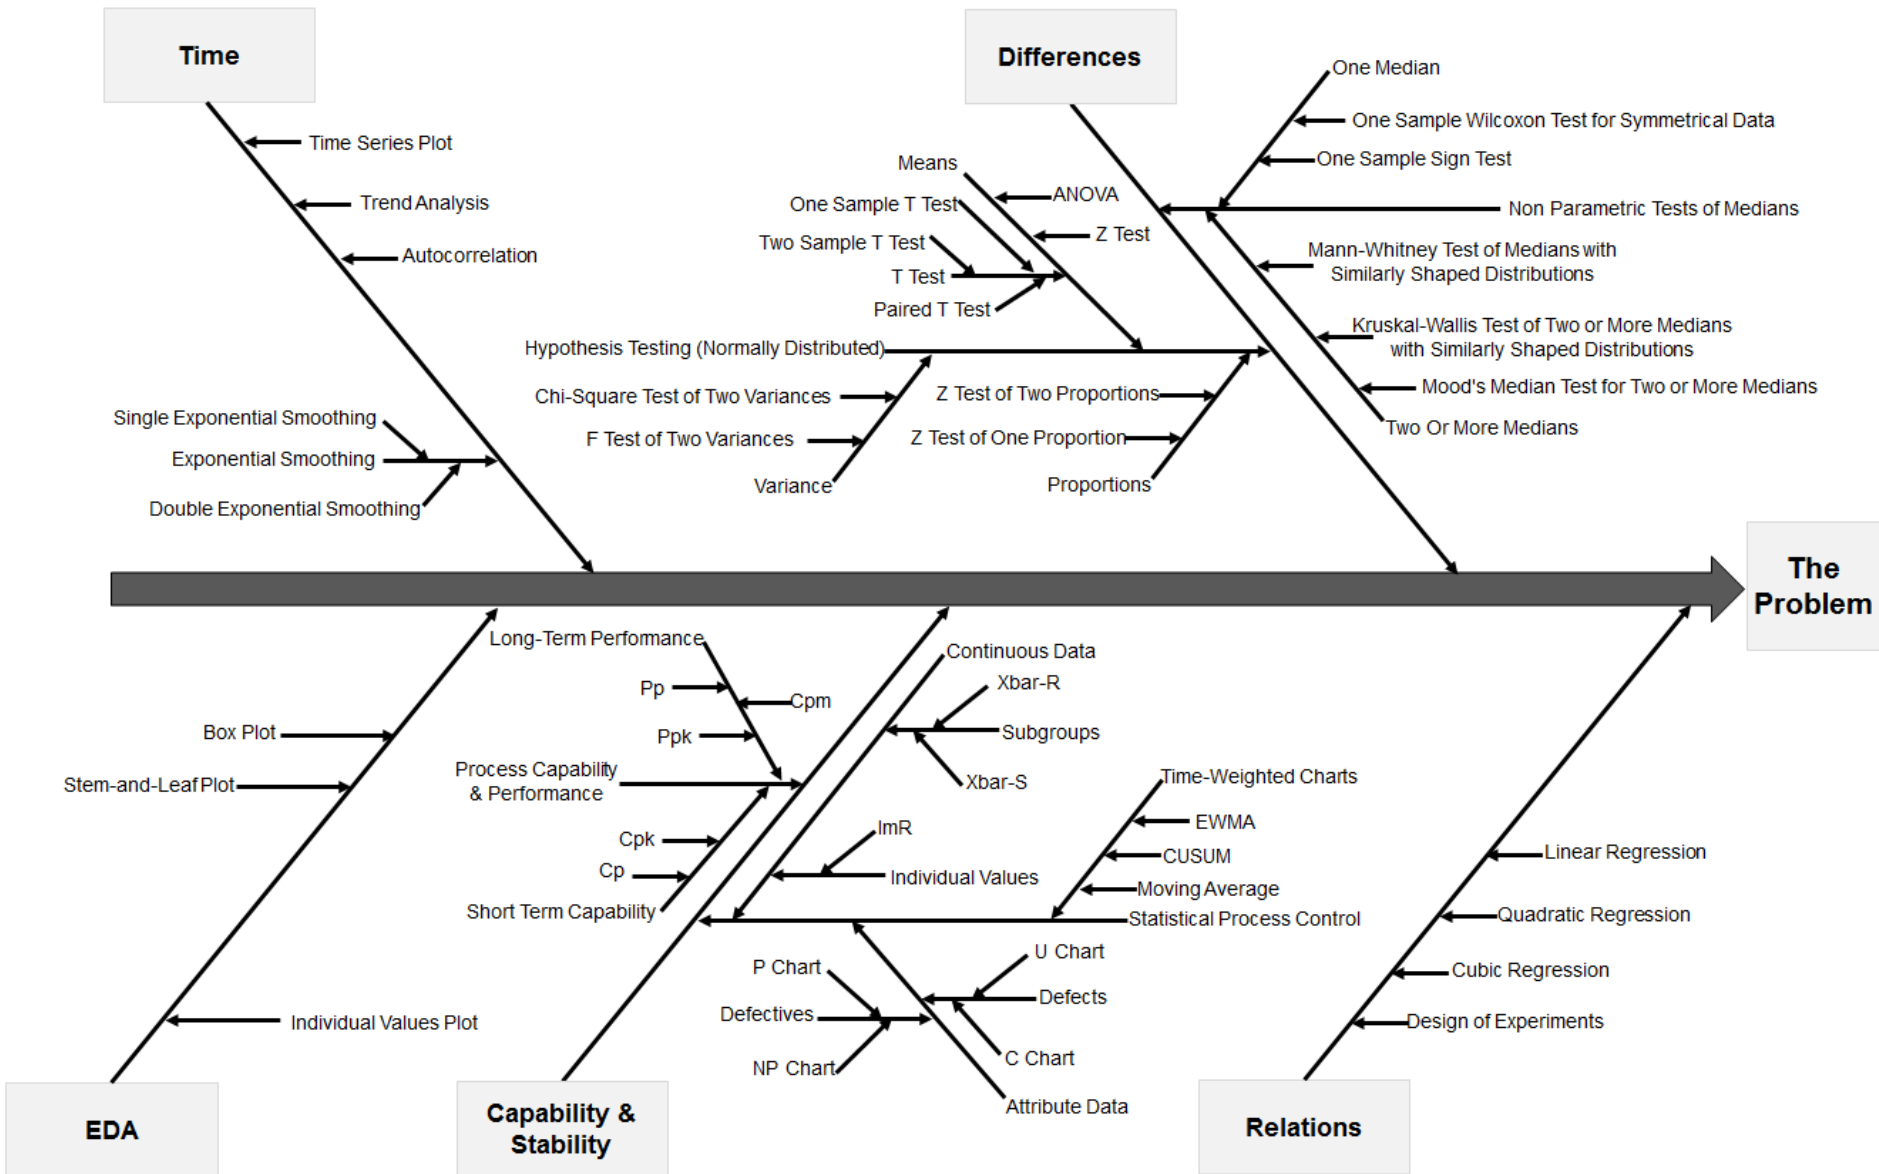 Time
Differences
One Median
Time Series Plot
One Sample Wilcoxon Test for Symmetrical Data
Means
One Sample Sign Test
Trend Analysis
One Sample T Test
ANOVA
Non Parametric Tests of Medians
Two Sample T Test
Z Test
Autocorrelation
Mann-Whitney Test of Medians with
Similarly Shaped Distributions
T Test
Paired T Test
Hypothesis Testing (Normally Distributed)
Kruskal-Wallis Test of Two or More Medians
with Similarly Shaped Distributions
Chi-Square Test of Two Variances
Z Test of Two Proportions
Mood's Median Test for Two or More Medians
Single Exponential Smoothing
F Test of Two Variances
Z Test of One Proportion
Two Or More Medians
Exponential Smoothing
Variance
Proportions
Double Exponential Smoothing
The
Problem
Long-Term Performance
Continuous Data
Pp
Cpm
Xbar-R
Box Plot
Ppk
Subgroups
Stem-and-Leaf Plot
Process Capability
& Performance
Xbar-S
Time-Weighted Charts
Cpk
ImR
EWMA
Cp
CUSUM
Linear Regression
Individual Values
Moving Average
Short Term Capability
Statistical Process Control
Quadratic Regression
P Chart
U Chart
Cubic Regression
Defectives
Defects
Individual Values Plot
Design of Experiments
NP Chart
C Chart
Attribute Data
EDA
Capability &
Stability
Relations